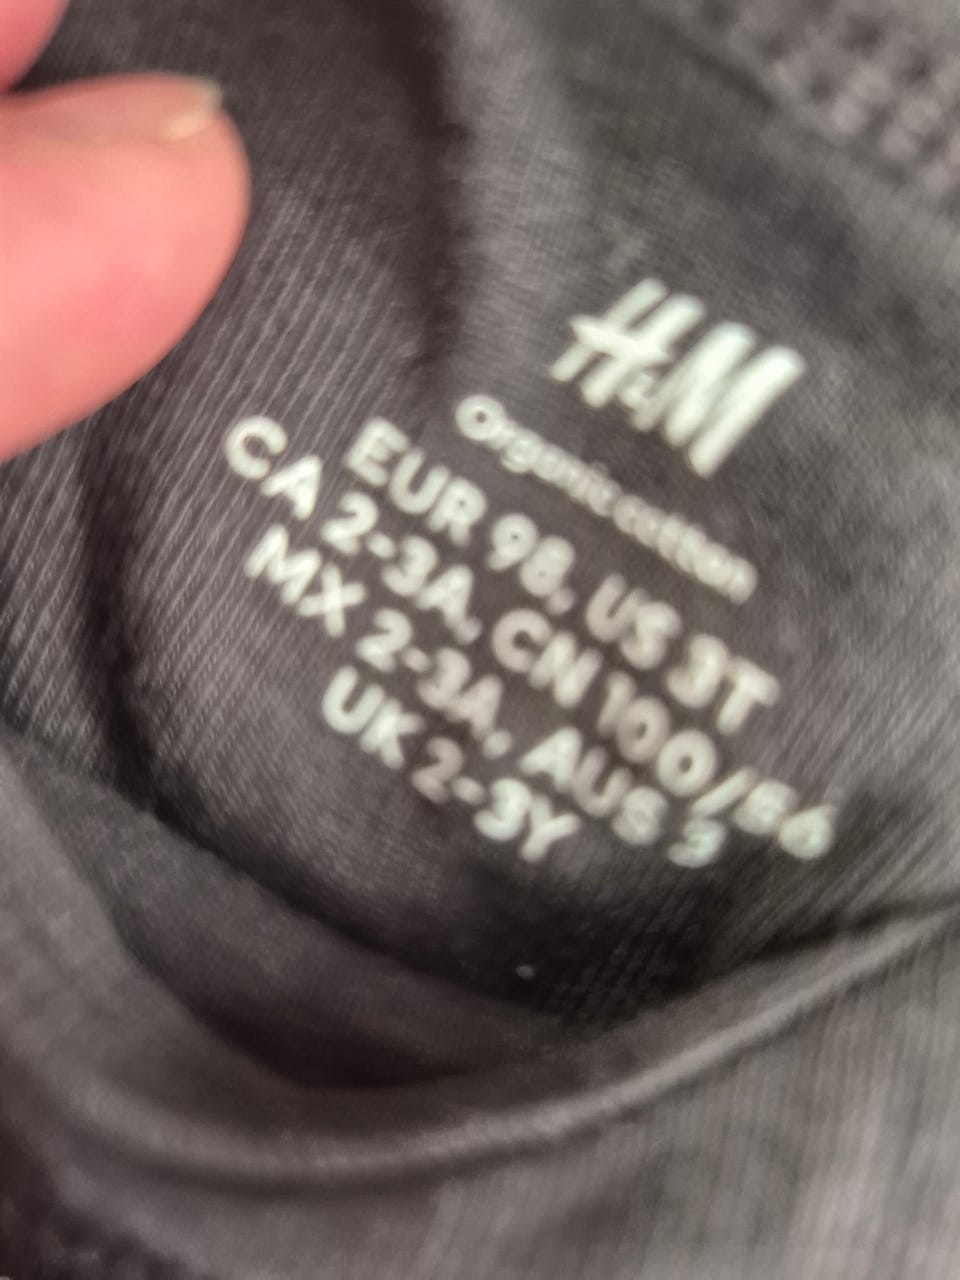 H&M
Organic cotton
EUR 98, US 3T
CA 2-3A, CN 100/56
MX 2-3A, AUS 3
UK 2-3Y